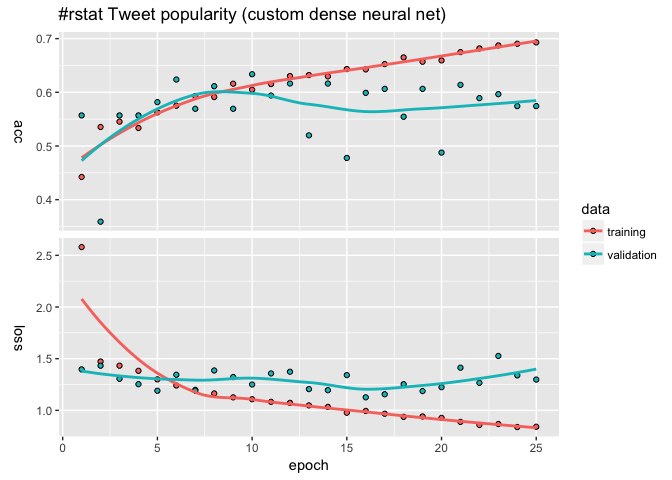 #rstat Tweet popularity (custom dense neural net)
0.7
0.6
0.5
0.4
acc
2.5
2.0
1.5
1.0
loss
0
5
10
15
20
25
epoch
data
training
validation